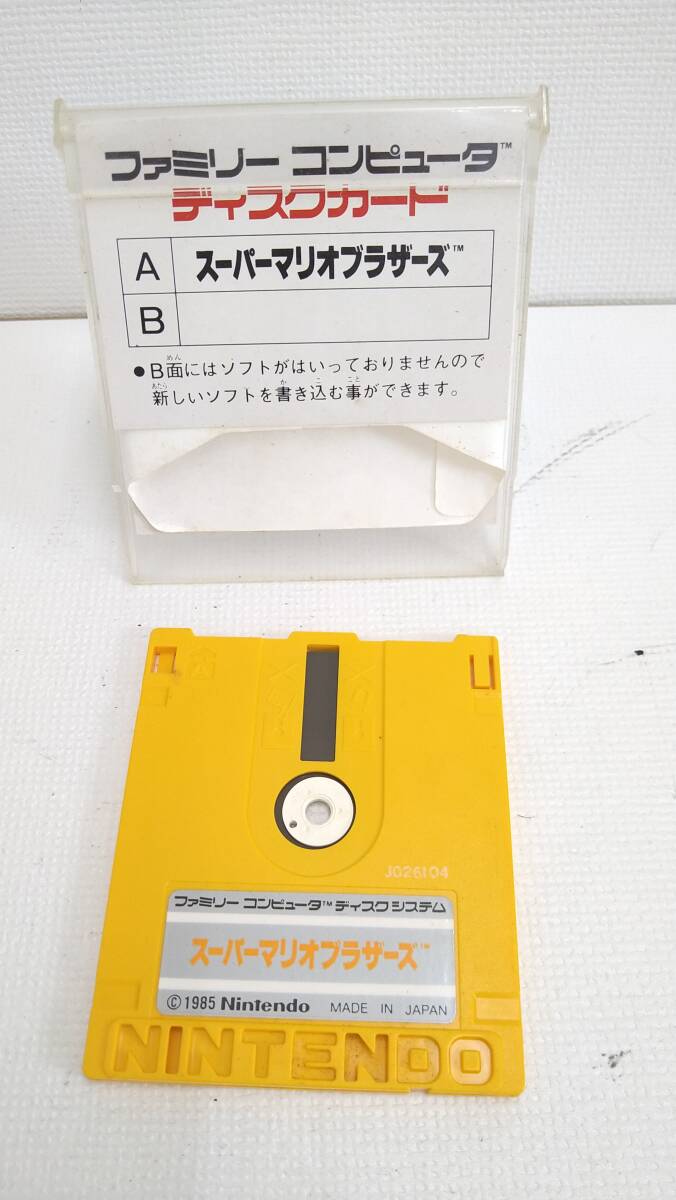 ファミリー コンピュータ™
ディスクカード
A スーパーマリオブラザーズ™
B
●B面にはソフトがはいっておりませんので
新しいソフトを書き込む事ができます。
J026104
ファミリー コンピュータ™ ディスクシステム
スーパーマリオブラザーズ™
©1985 Nintendo MADE IN JAPAN
NINTENDO